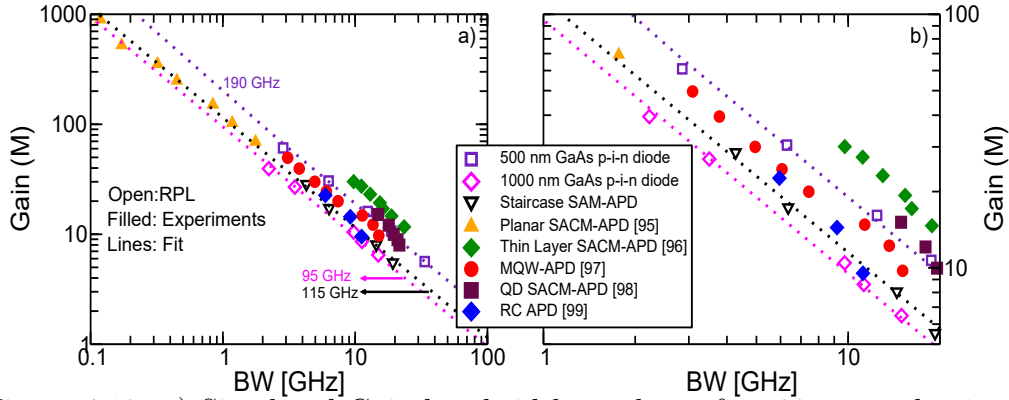 1000
100
10
1
0.1
1
10
100
Gain (M)
BW [GHz]
a)
190 GHz
Open:RPL
Filled: Experiments
Lines: Fit
95 GHz
115 GHz
500 nm GaAs p-i-n diode
1000 nm GaAs p-i-n diode
Staircase SAM-APD
Planar SACM-APD [95]
Thin Layer SACM-APD [96]
MQW-APD [97]
QD SACM-APD [98]
RC APD [99]
b)
100
10
Gain (M)
1
10
BW [GHz]